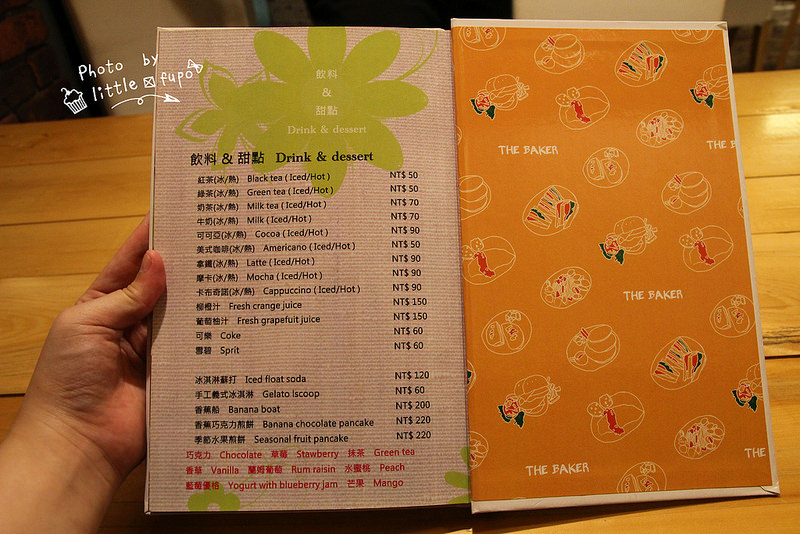 Photo by
little fupo
飲料
&
甜點
Drink & dessert
飲料 & 甜點 Drink & dessert
紅茶(冰/熱) Black tea ( Iced/Hot ) NT$ 50
綠茶(冰/熱) Green tea ( Iced/Hot ) NT$ 50
奶茶(冰/熱) Milk tea ( Iced/Hot ) NT$ 70
牛奶(冰/熱) Milk ( Iced/Hot ) NT$ 70
可可亞(冰/熱) Cocoa ( Iced/Hot ) NT$ 90
美式咖啡(冰/熱) Americano ( Iced/Hot ) NT$ 50
拿鐵(冰/熱) Latte ( Iced/Hot ) NT$ 90
摩卡(冰/熱) Mocha ( Iced/Hot ) NT$ 90
卡布奇諾(冰/熱) Cappuccino ( Iced/Hot ) NT$ 90
柳橙汁 Fresh crange juice NT$ 150
葡萄柚汁 Fresh grapefuit juice NT$ 150
可樂 Coke NT$ 60
雪碧 Sprit NT$ 60
冰淇淋蘇打 Iced float soda NT$ 120
手工義式冰淇淋 Gelato lscoop NT$ 60
香蕉船 Banana boat NT$ 200
香蕉巧克力煎餅 Banana chocolate pancake NT$ 220
季節水果煎餅 Seasonal fruit pancake NT$ 220
巧克力 Chocolate 草莓 Stawberry 抹茶 Green tea
香草 Vanilla 蘭姆葡萄 Rum raisin 水蜜桃 Peach
藍莓優格 Yogurt with blueberry jam 芒果 Mango
THE BAKER
THE B
THE BAKER
THE BAKER
THE